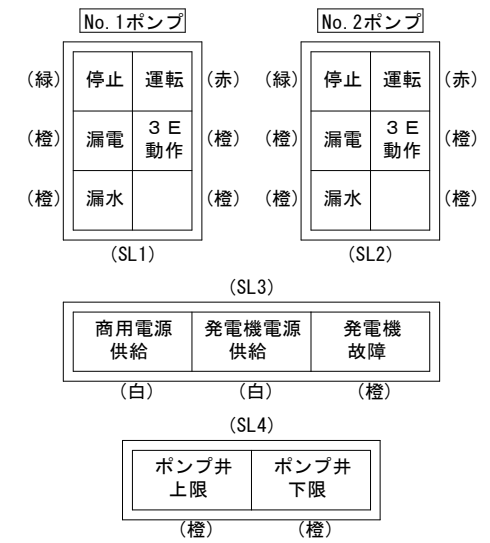 No.1ポンプ No.2ポンプ
(緑) 停止 運転 (赤) (緑) 停止 運転 (赤)
(橙) 漏電 3E (橙) (橙) 漏電 3E (橙)
動作 動作
(橙) 漏水 (橙) (橙) 漏水 (橙)
(SL1) (SL2)
(SL3)
商用電源 発電機電源 発電機
供給 供給 故障
(白) (白) (橙)
(SL4)
ポンプ井 ポンプ井
上限 下限
(橙) (橙)